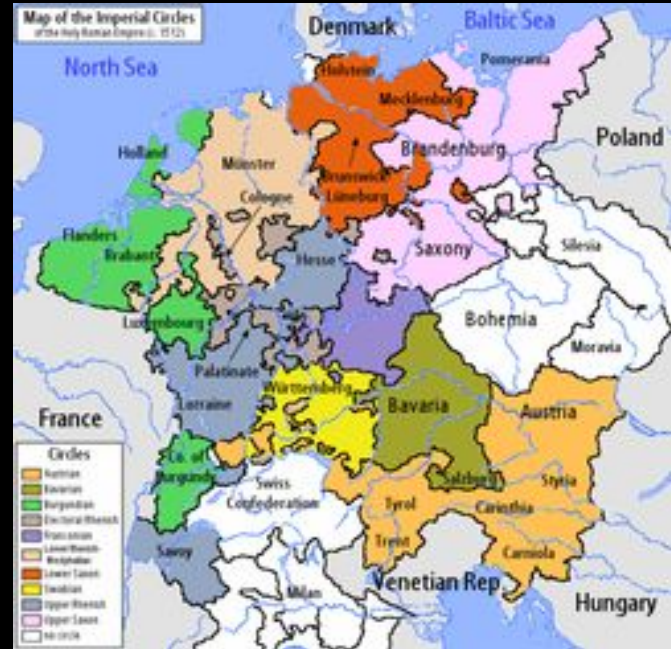 Map of the Imperial Circles
of the Holy Roman Empire (c. 1512)
Denmark
Baltic Sea
North Sea
Pomerania
Holstein
Mecklenburg
Poland
Holland
Münster
Brandenburg
Cologne
Brunswick-
Lüneburg
Flanders
Brabant
Hesse
Saxony
Silesia
Luxembourg
Bohemia
Moravia
Palatinate
Württemberg
Lorraine
Bavaria
Austria
France
Co. of
Burgundy
Salzburg
Styria
Swiss
Confederation
Tyrol
Carinthia
Savoy
Trent
Carniola
Milan
Venetian Rep.
Hungary
Circles
Austrian
Bavarian
Burgundian
Electoral Rhenish
Franconian
Lower Rhenish-
Westphalian
Lower Saxon
Swabian
Upper Rhenish
Upper Saxon
no circle